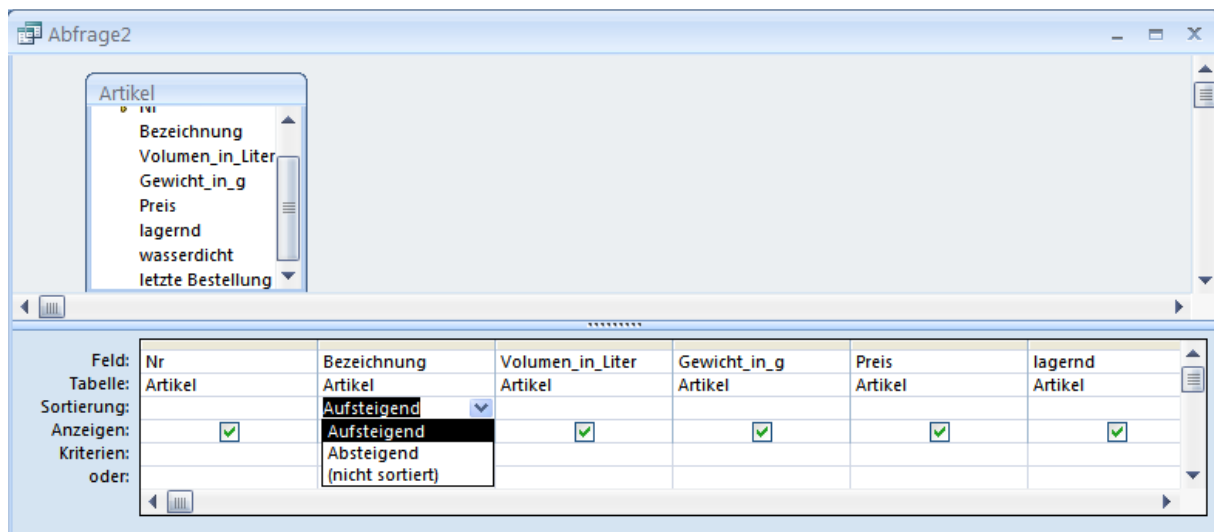 Abfrage2
Artikel
Nr
Bezeichnung
Volumen_in_Liter
Gewicht_in_g
Preis
lagernd
wasserdicht
letzte Bestellung
Feld: Nr Bezeichnung Volumen_in_Liter Gewicht_in_g Preis lagernd
Tabelle: Artikel Artikel Artikel Artikel Artikel Artikel
Sortierung: Aufsteigend
Anzeigen: Aufsteigend
Kriterien: Absteigend
oder: (nicht sortiert)